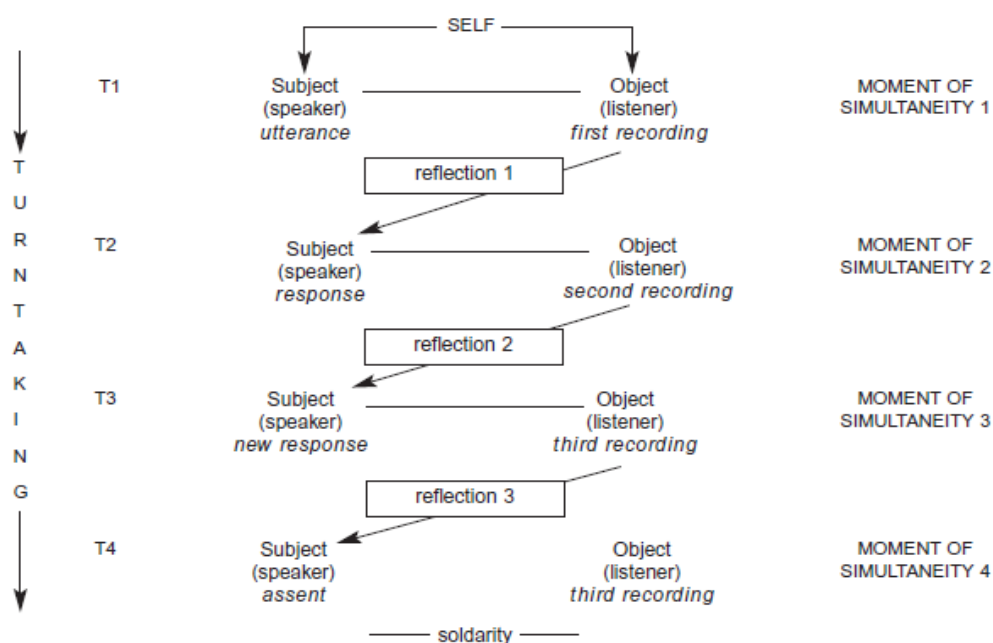 SELF
T1
Subject
(speaker)
utterance
Object
(listener)
first recording
MOMENT OF
SIMULTANEITY 1
reflection 1
T2
Subject
(speaker)
response
Object
(listener)
second recording
MOMENT OF
SIMULTANEITY 2
reflection 2
T3
Subject
(speaker)
new response
Object
(listener)
third recording
MOMENT OF
SIMULTANEITY 3
reflection 3
T4
Subject
(speaker)
assent
Object
(listener)
third recording
MOMENT OF
SIMULTANEITY 4
soldarity
T
U
R
N
T
A
K
I
N
G